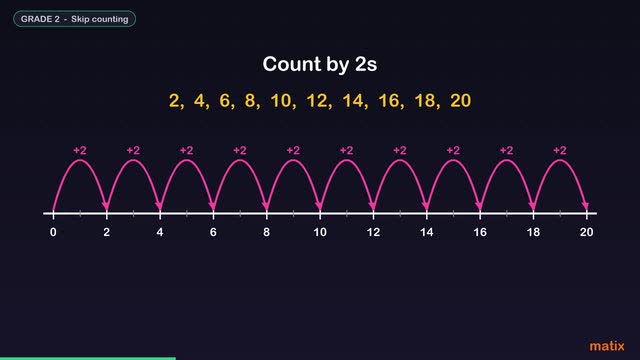 GRADE 2 - Skip counting
Count by 2s
2, 4, 6, 8, 10, 12, 14, 16, 18, 20
+2 +2 +2 +2 +2 +2 +2 +2 +2 +2
0 2 4 6 8 10 12 14 16 18 20
matix